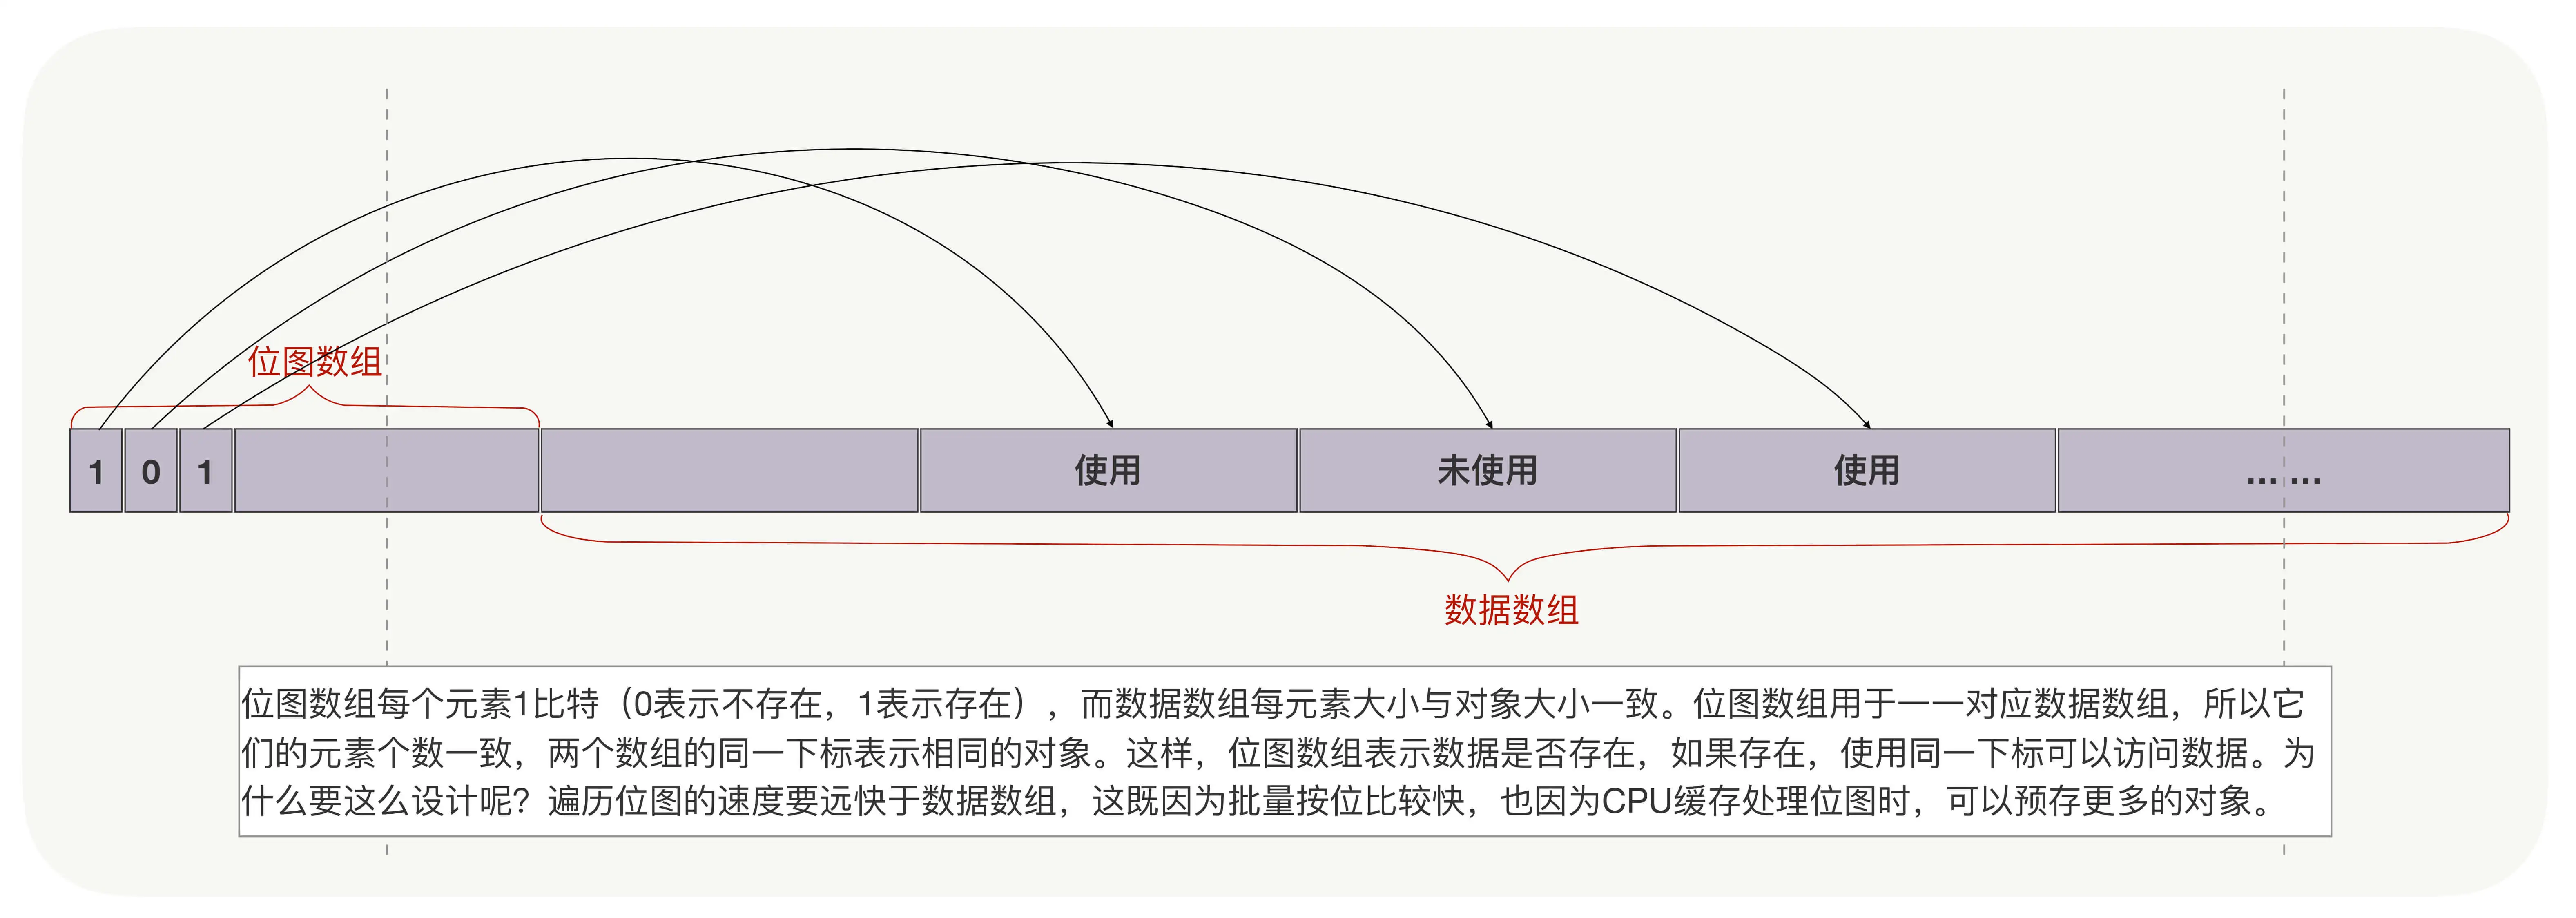 位图数组
1 0 1 使用 未使用 使用 ... ...
数据数组
位图数组每个元素1比特（0表示不存在，1表示存在），而数据数组每元素大小与对象大小一致。位图数组用于一一对应数据数组，所以它
们的元素个数一致，两个数组的同一下标表示相同的对象。这样，位图数组表示数据是否存在，如果存在，使用同一下标可以访问数据。为
什么要这么设计呢？遍历位图的速度要远快于数据数组，这既因为批量按位比较快，也因为CPU缓存处理位图时，可以预存更多的对象。